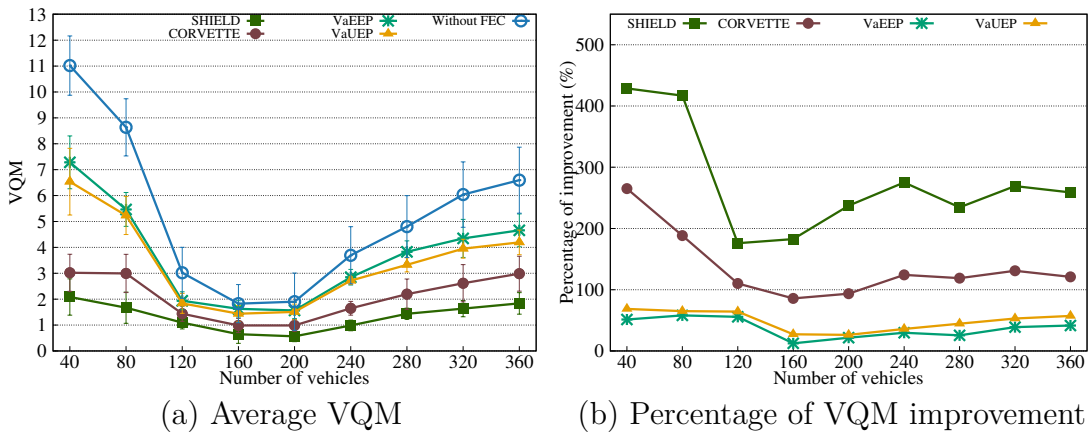 SHIELD
CORVETTE
VaEEP
VaUEP
Without FEC
13
12
11
10
9
8
7
6
5
4
3
2
1
0
VQM
40 80 120 160 200 240 280 320 360
Number of vehicles
(a) Average VQM
SHIELD CORVETTE VaEEP VaUEP
500
400
300
200
100
0
Percentage of improvement (%)
40 80 120 160 200 240 280 320 360
Number of vehicles
(b) Percentage of VQM improvement